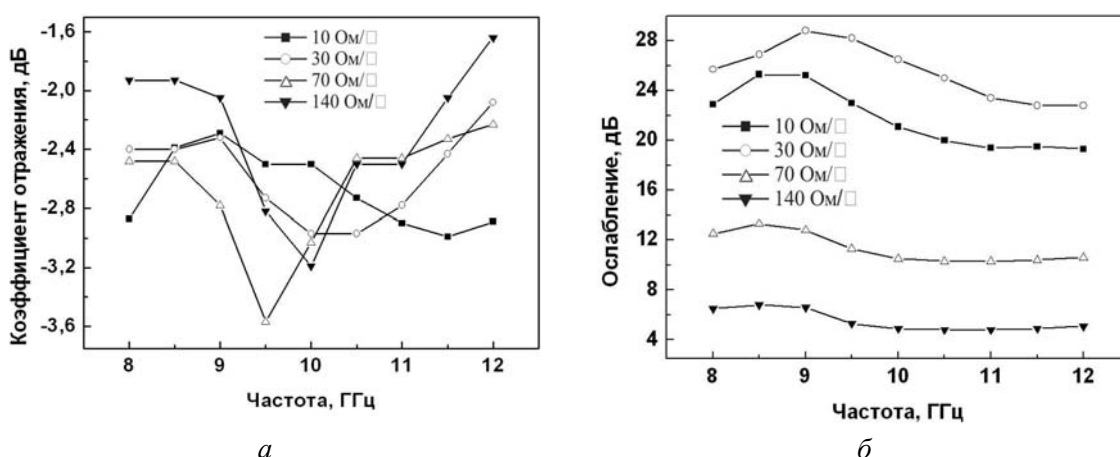 Коэффициент отражения, дБ
-1,6
-2,0
-2,4
-2,8
-3,2
-3,6
10 Ом/□
30 Ом/□
70 Ом/□
140 Ом/□
8
9
10
11
12
Частота, ГГц
а
Ослабление, дБ
28
24
20
16
12
8
4
10 Ом/□
30 Ом/□
70 Ом/□
140 Ом/□
8
9
10
11
12
Частота, ГГц
б